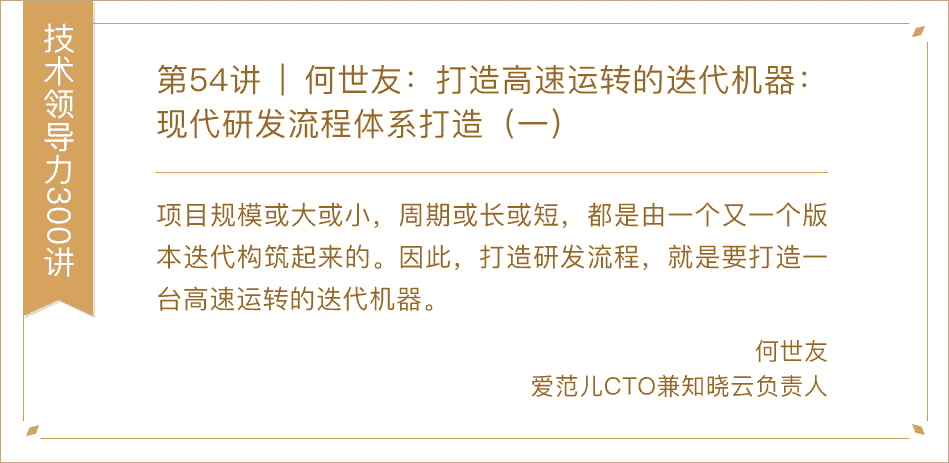 技术领导力300讲
第54讲 | 何世友：打造高速运转的迭代机器：
现代研发流程体系打造（一）
项目规模或大或小，周期或长或短，都是由一个又一个版
本迭代构筑起来的。因此，打造研发流程，就是要打造一
台高速运转的迭代机器。
何世友
爱范儿CTO兼知晓云负责人